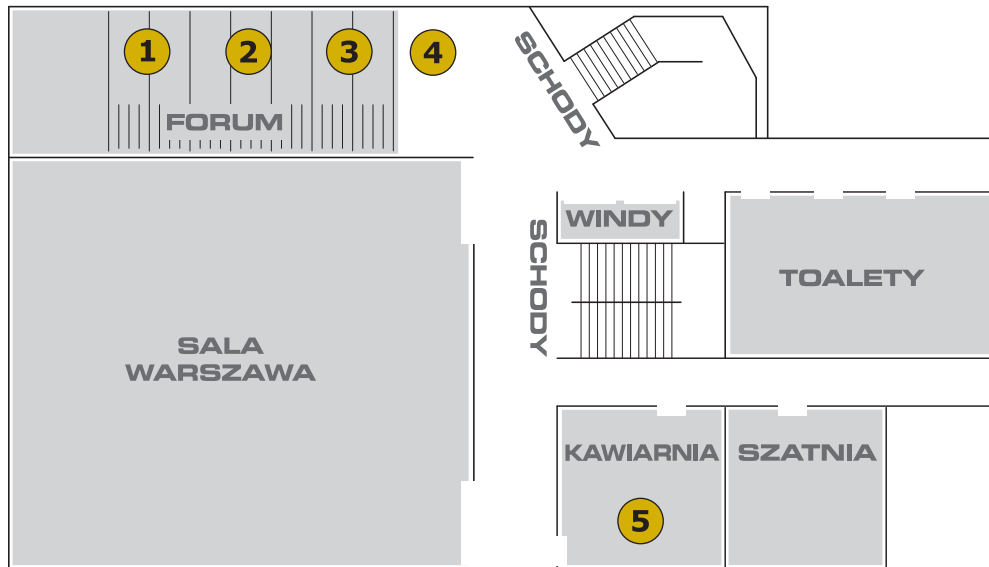 1
2
3
4
FORUM
SCHODY
WINDY
SCHODY
TOALETY
SALA
WARSZAWA
KAWIARNIA
SZATNIA
5